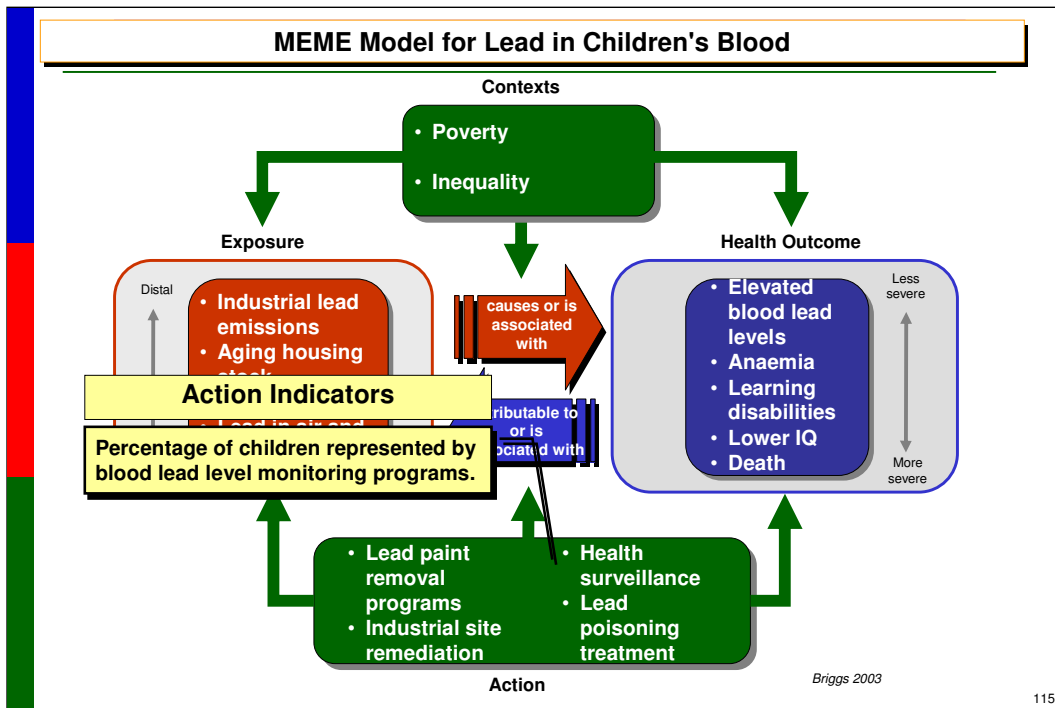 MEME Model for Lead in Children's Blood
Contexts
• Poverty
• Inequality
Exposure
Health Outcome
Distal
• Industrial lead
emissions
• Aging housing
Action Indicators
Percentage of children represented by
blood lead level monitoring programs.
causes or is
associated
with
or is
with
• Elevated
blood lead
levels
• Anaemia
• Learning
disabilities
• Lower IQ
• Death
Less
severe
More
severe
• Lead paint
removal
programs
• Industrial site
remediation
• Health
surveillance
• Lead
poisoning
treatment
Action
Briggs 2003
115